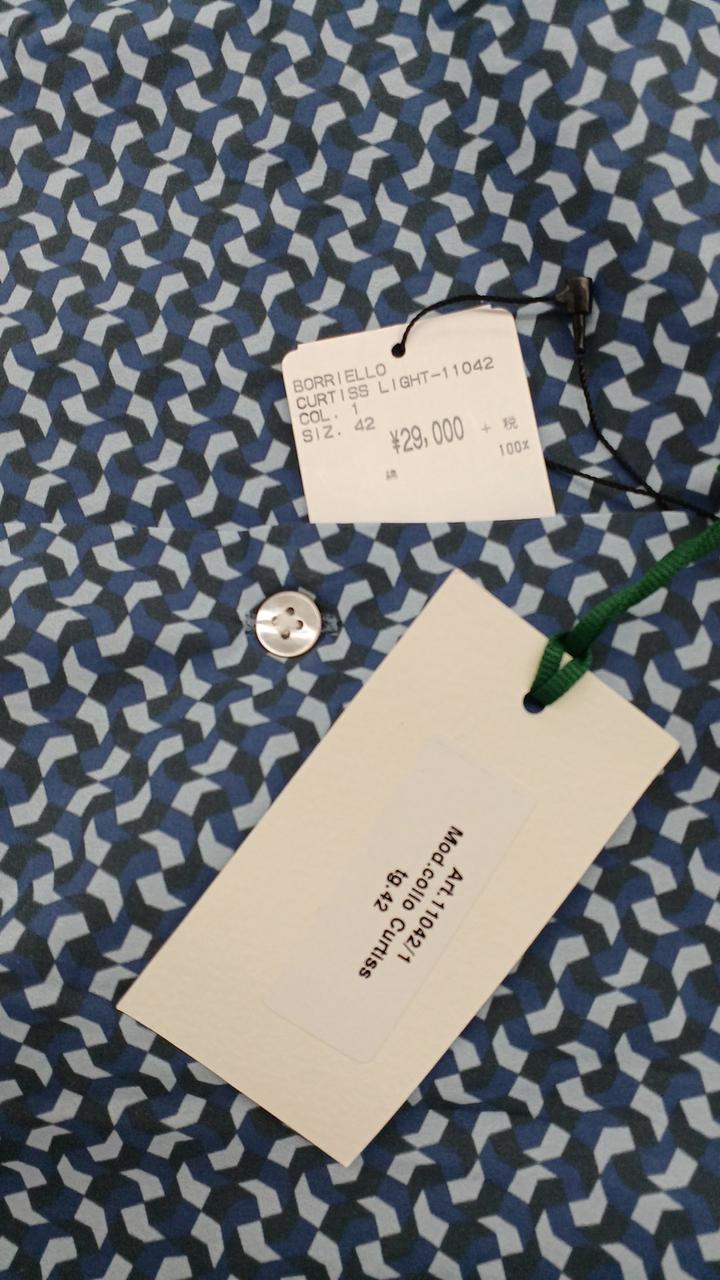 BORRIELLO
CURTISS LIGHT-11042
COL. 1
SIZ. 42
¥29,000 + 税
綿 100%
Art.11042/1
Mod.collo Curtiss
tg.42